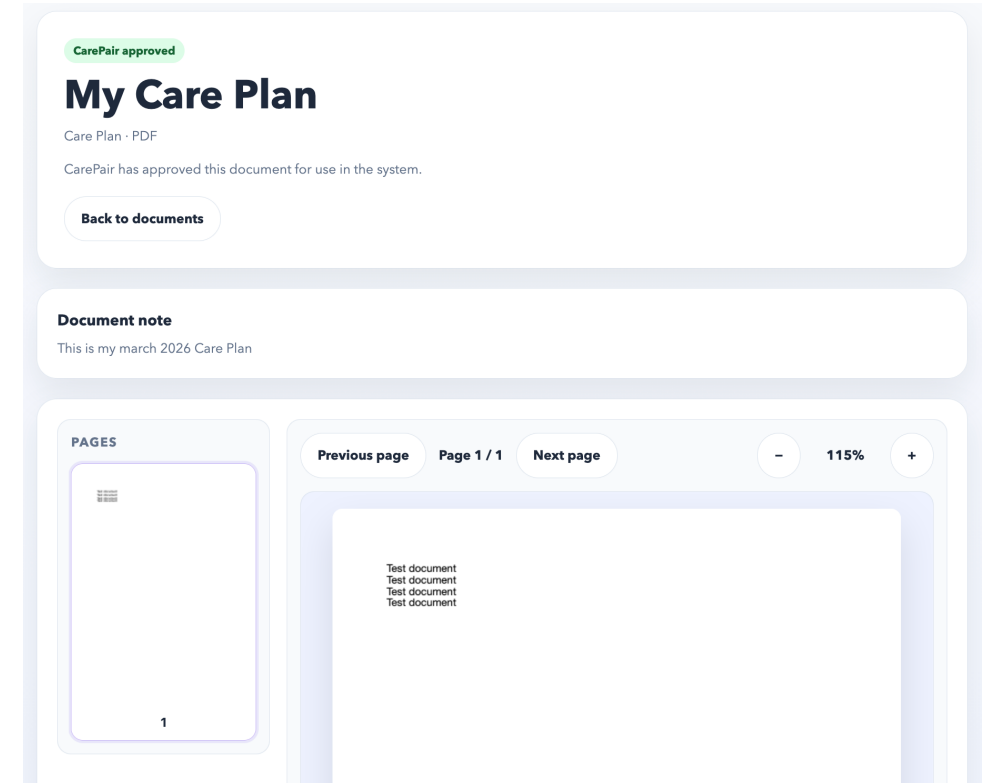 CarePair approved
My Care Plan
Care Plan · PDF
CarePair has approved this document for use in the system.
Back to documents
Document note
This is my march 2026 Care Plan
PAGES
1
Previous page
Page 1 / 1
Next page
−
115%
+
Test document
Test document
Test document
Test document